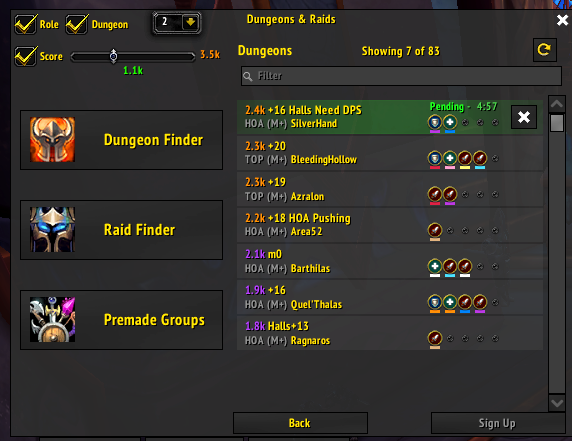 Dungeons & Raids
Role Dungeon 2
Score 3.5k
1.1k
Dungeons Showing 7 of 83
Filter
Dungeon Finder
Raid Finder
Premade Groups
2.4k +16 Halls Need DPS Pending - 4:57
HOA (M+) SilverHand
2.3k +20
TOP (M+) BleedingHollow
2.3k +19
TOP (M+) Azralon
2.2k +18 HOA Pushing
HOA (M+) Area52
2.1k m0
HOA (M+) Barthilas
1.9k +16
HOA (M+) Quel'Thalas
1.8k Halls+13
HOA (M+) Ragnaros
Back
Sign Up